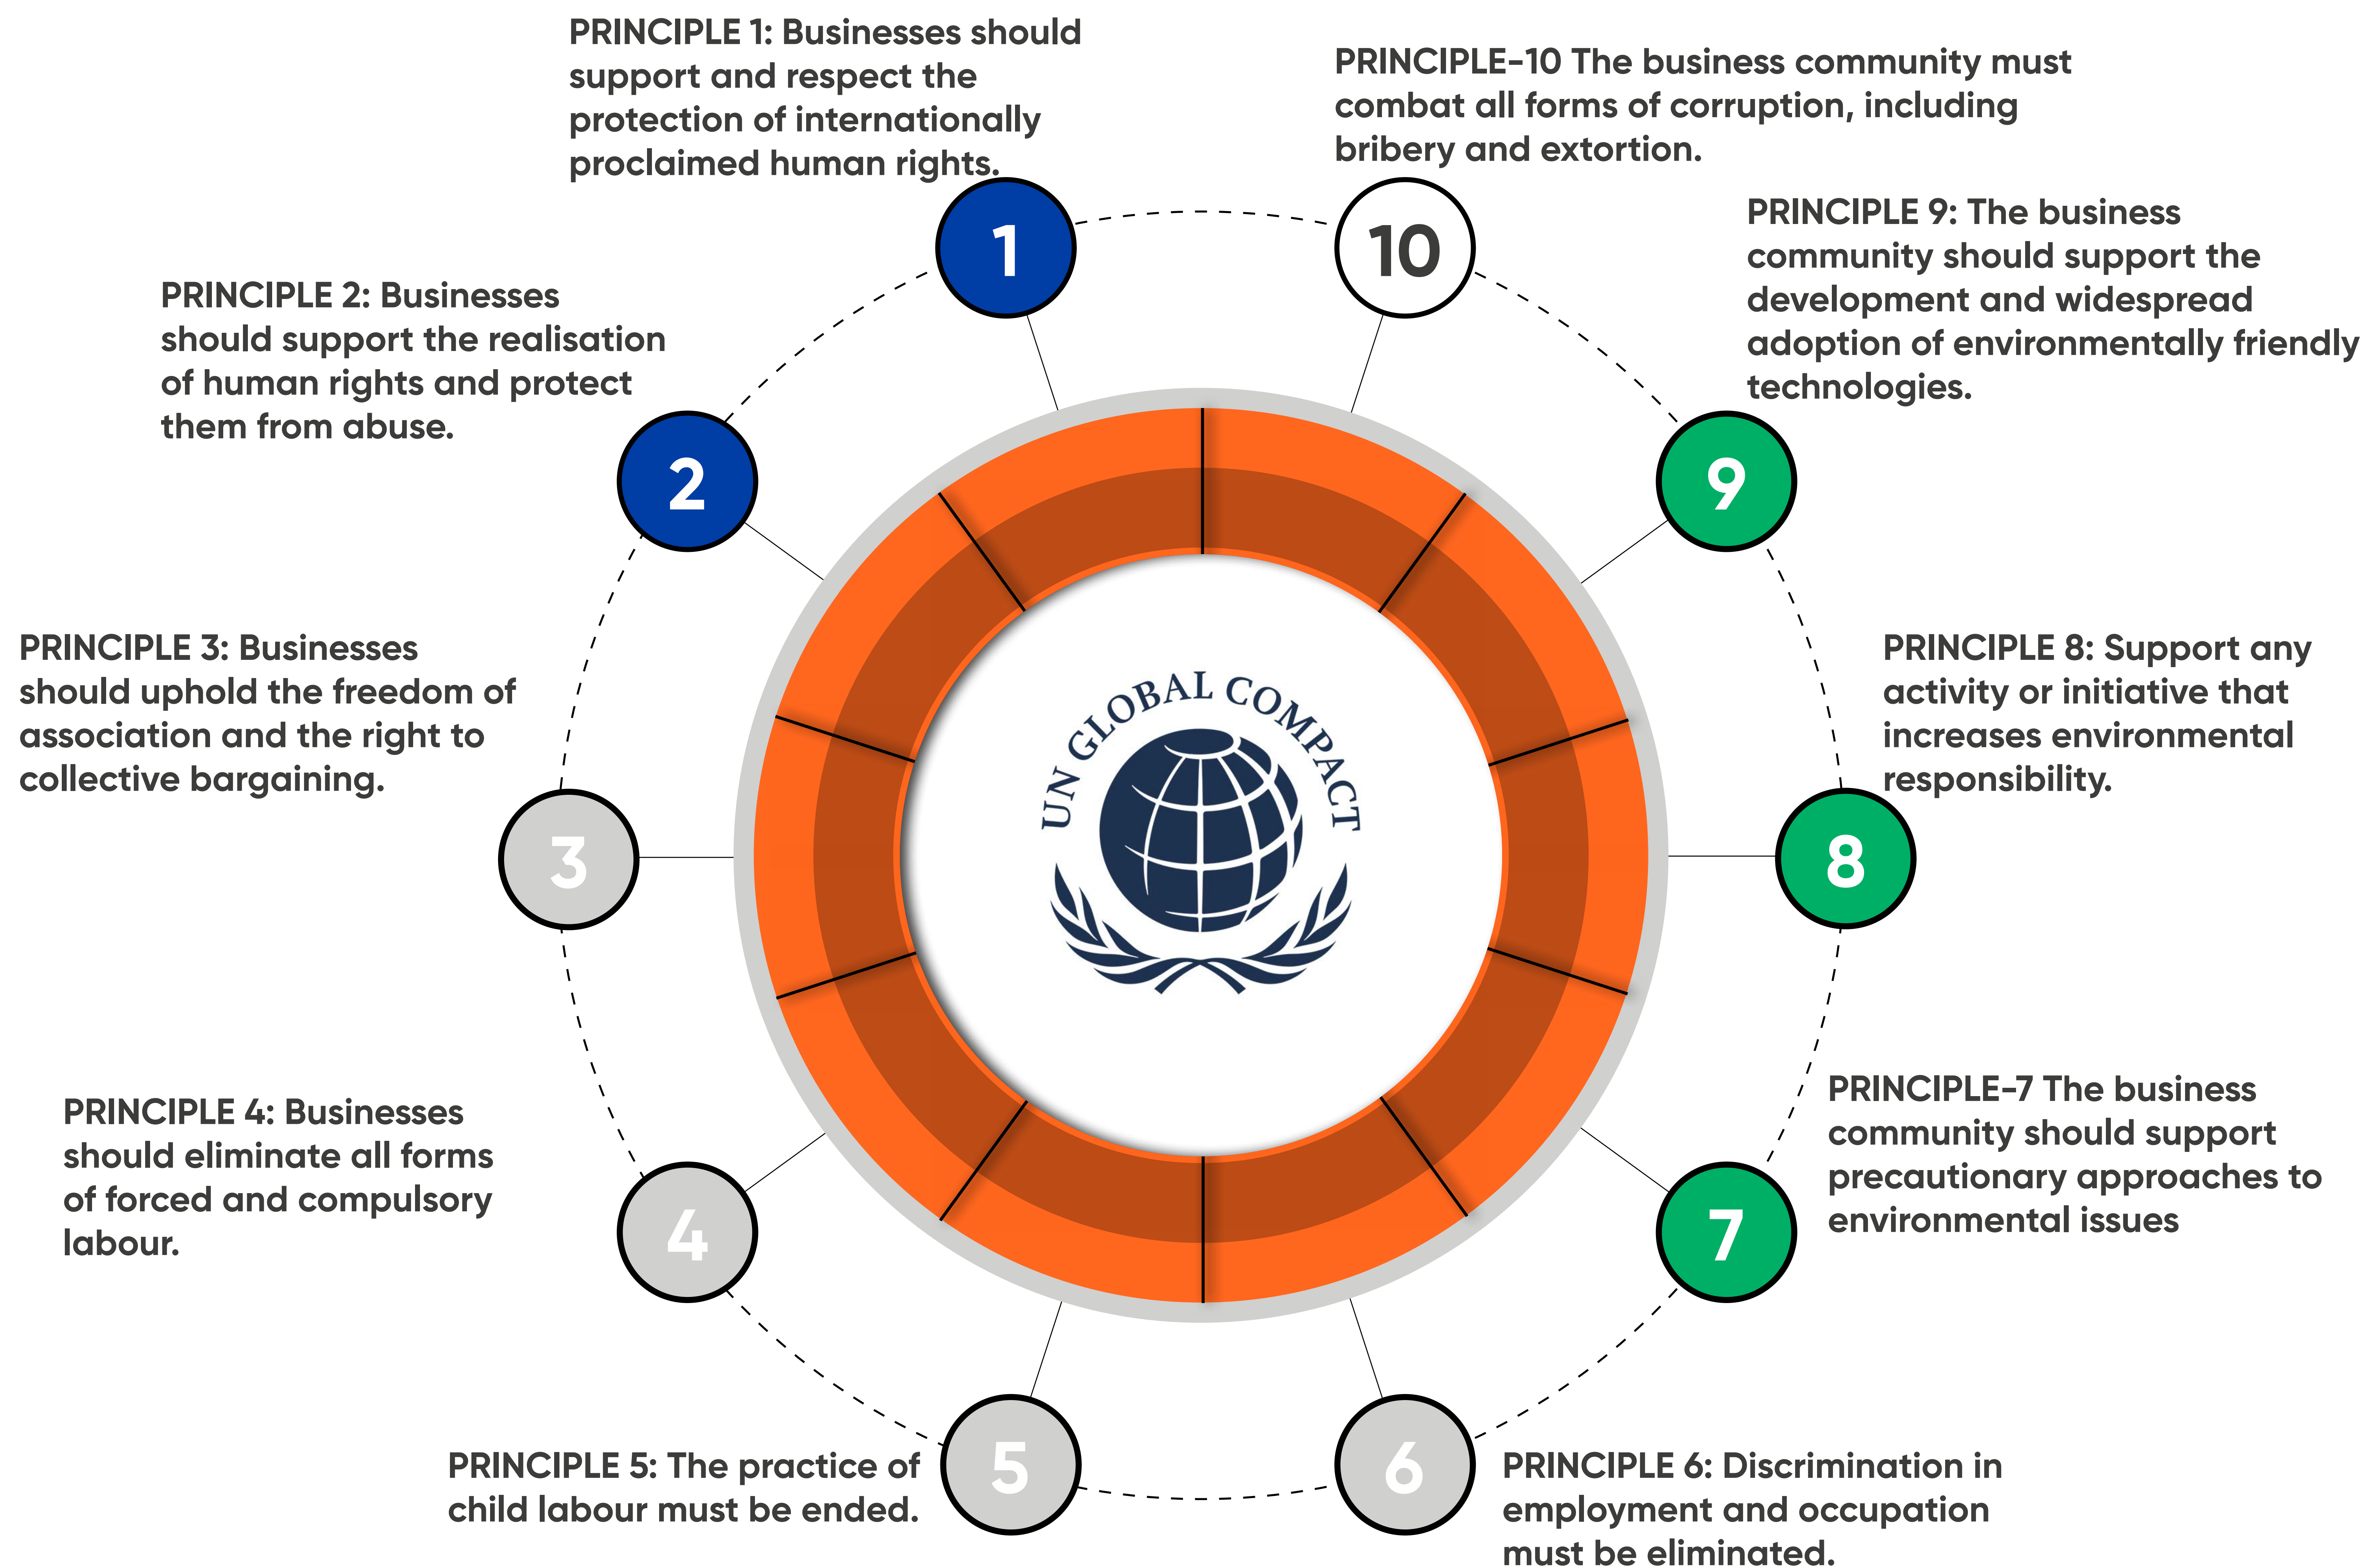 PRINCIPLE 1: Businesses should
support and respect the
protection of internationally
proclaimed human rights.
1
PRINCIPLE-10 The business community must
combat all forms of corruption, including
bribery and extortion.
10
PRINCIPLE 9: The business
community should support the
development and widespread
adoption of environmentally friendly
technologies.
9
PRINCIPLE 2: Businesses
should support the realisation
of human rights and protect
them from abuse.
2
PRINCIPLE 3: Businesses
should uphold the freedom of
association and the right to
collective bargaining.
3
UN GLOBAL COMPACT
PRINCIPLE 8: Support any
activity or initiative that
increases environmental
responsibility.
8
PRINCIPLE 4: Businesses
should eliminate all forms
of forced and compulsory
labour.
4
PRINCIPLE-7 The business
community should support
precautionary approaches to
environmental issues
7
PRINCIPLE 5: The practice of
child labour must be ended.
5
6
PRINCIPLE 6: Discrimination in
employment and occupation
must be eliminated.